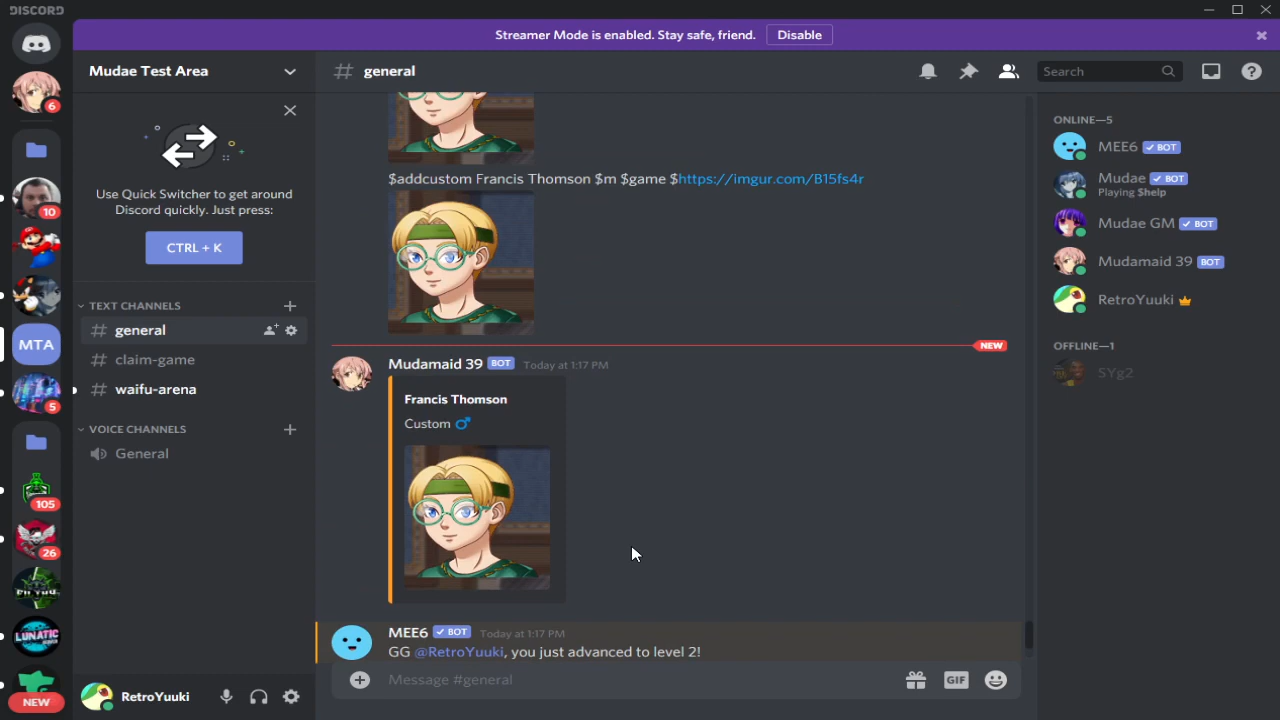 DISCORD
Streamer Mode is enabled. Stay safe, friend.
Disable
Mudae Test Area
general
Search
Use Quick Switcher to get around
Discord quickly. Just press:
CTRL + K
TEXT CHANNELS
general
claim-game
waifu-arena
VOICE CHANNELS
General
RetroYuuki
6
10
MTA
5
105
26
LUNATIC
NEW
$addcustom Francis Thomson $m $game $https://imgur.com/B15fs4r
NEW
Mudamaid 39 BOT Today at 1:17 PM
Francis Thomson
Custom ♂
MEE6 ✓ BOT Today at 1:17 PM
GG @RetroYuuki, you just advanced to level 2!
Message #general
GIF
ONLINE—5
MEE6 ✓ BOT
Mudae ✓ BOT
Playing $help
Mudae GM ✓ BOT
Mudamaid 39 BOT
RetroYuuki
OFFLINE—1
SYg2